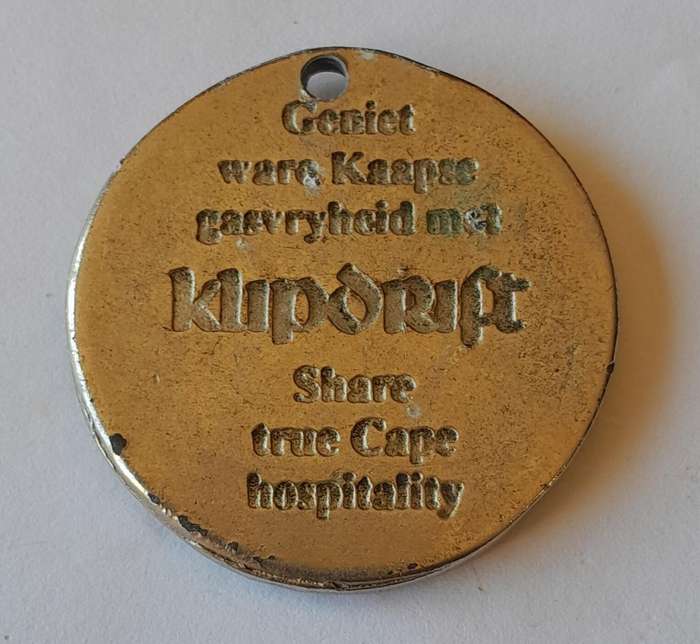 Geniet
ware Kaapse
gasvryheid met
klipdrift
Share
true Cape
hospitality